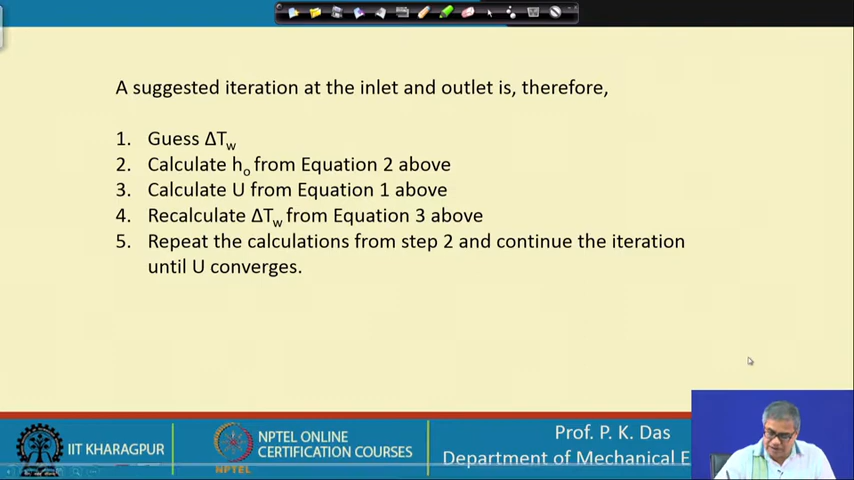 A suggested iteration at the inlet and outlet is, therefore,
1. Guess ΔTw
2. Calculate ho from Equation 2 above
3. Calculate U from Equation 1 above
4. Recalculate ΔTw from Equation 3 above
5. Repeat the calculations from step 2 and continue the iteration
until U converges.
IIT KHARAGPUR
NPTEL
NPTEL ONLINE
CERTIFICATION COURSES
Prof. P. K. Das
Department of Mechanical E